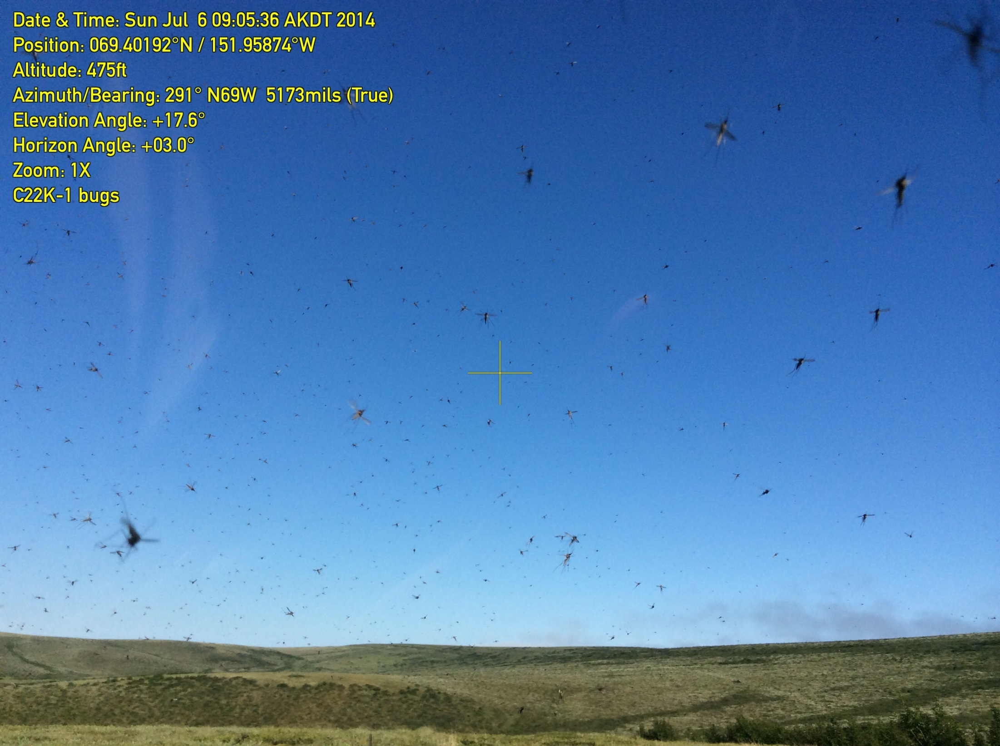 Date & Time: Sun Jul  6 09:05:36 AKDT 2014
Position: 069.40192°N / 151.95874°W
Altitude: 475ft
Azimuth/Bearing: 291° N69W  5173mils (True)
Elevation Angle: +17.6°
Horizon Angle: +03.0°
Zoom: 1X
C22K-1 bugs